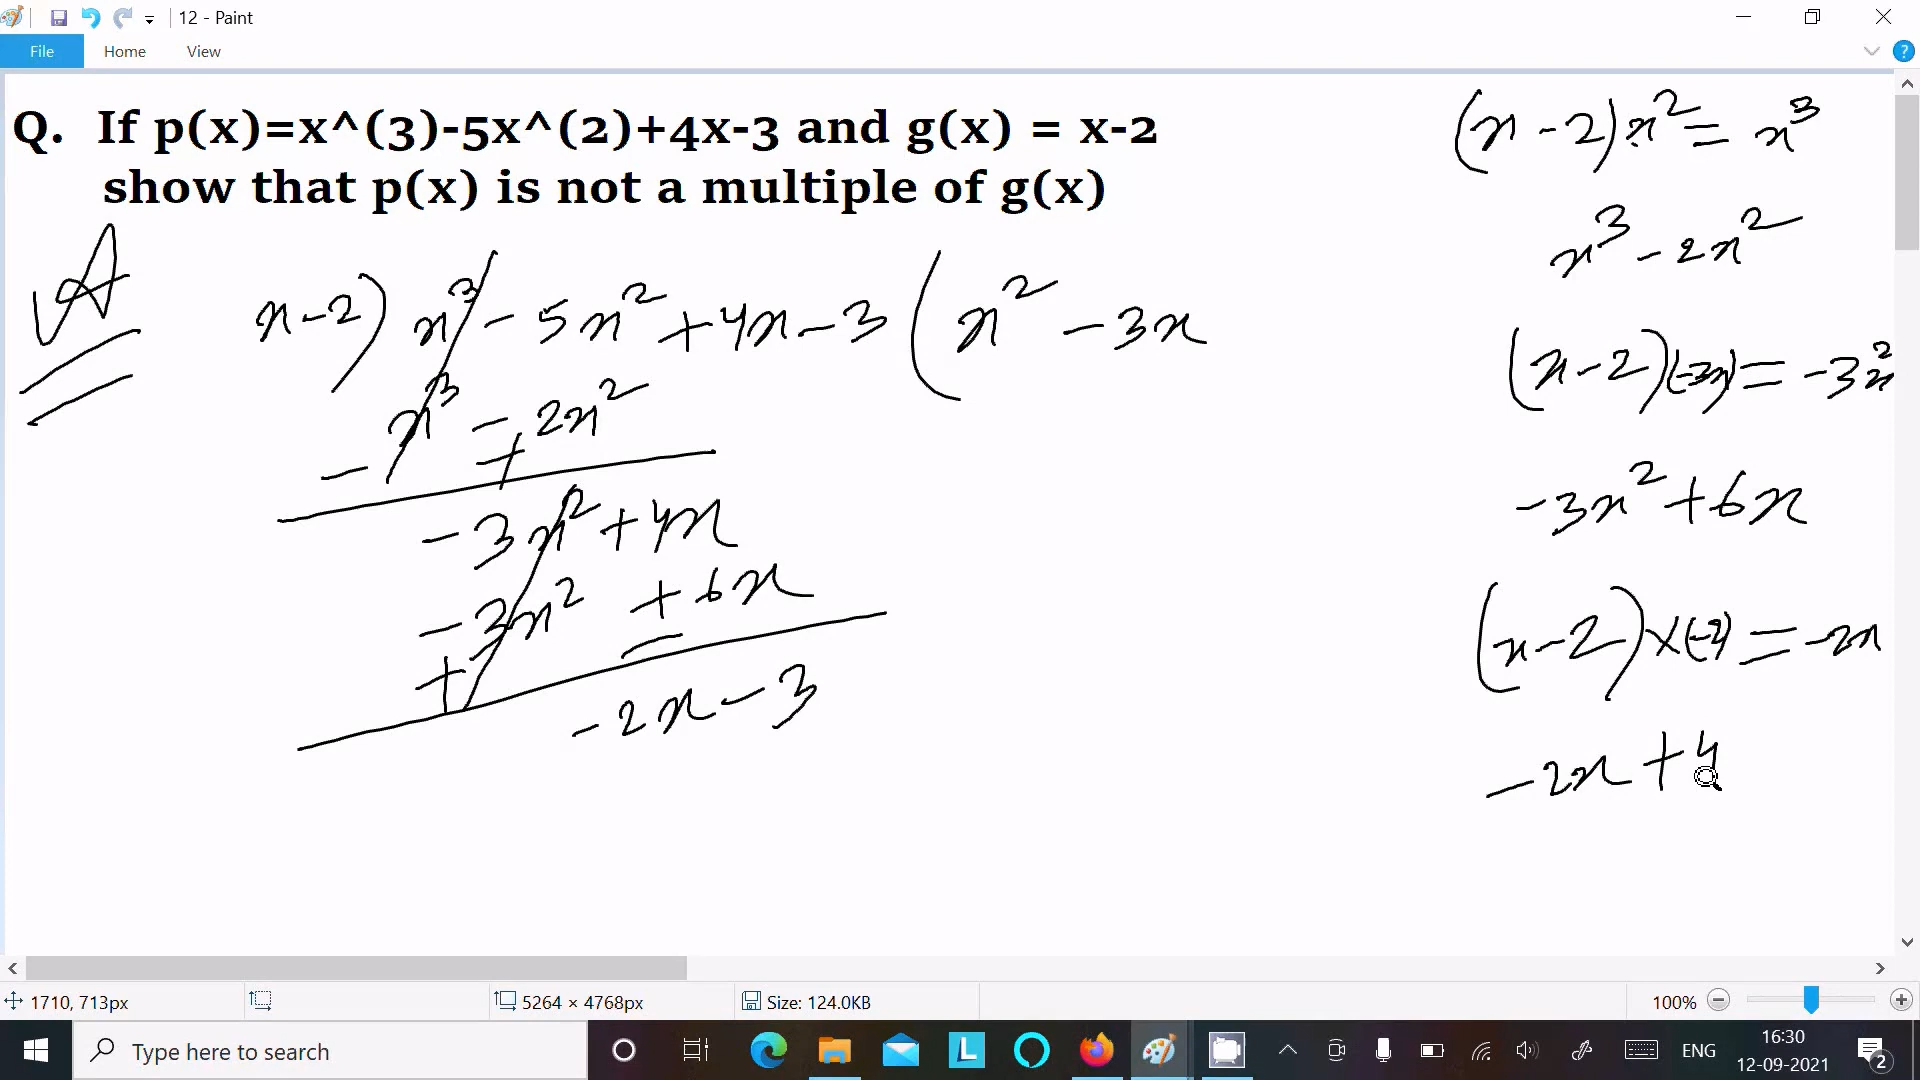 12 - Paint
File Home View
Q. If p(x)=x^(3)-5x^(2)+4x-3 and g(x) = x-2
show that p(x) is not a multiple of g(x)
A
x-2) x³ - 5x² + 4x - 3 (x² - 3x
x³ - 2x²
- +
-3x² + 4x
-3x² + 6x
+ -
-2x - 3
(x-2)x² = x³
x³ - 2x²
(x-2)(-3x) = -3x²
-3x² + 6x
(x-2)×(-2) = -2x
-2x + 4
1710, 713px
5264 × 4768px
Size: 124.0KB
100%
Type here to search
L
ENG
16:30
12-09-2021
2